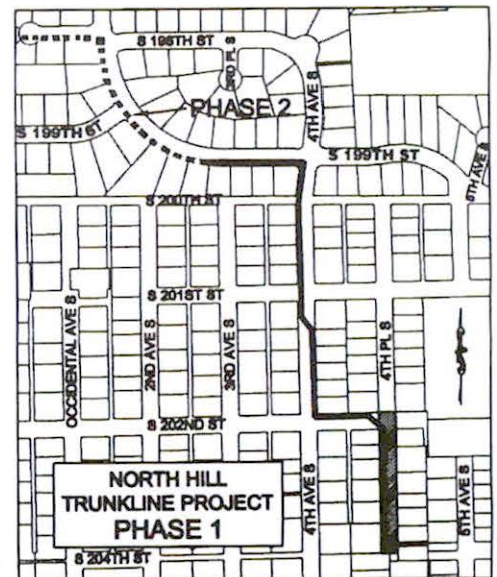 S 198TH ST
3RD PL S
PHASE 2
4TH AVE S
S 199TH ST
S 199TH ST
5TH AVE S
S 200TH ST
S 201ST ST
OCCIDENTAL AVE S
2ND AVE S
3RD AVE S
4TH PL S
S 202ND ST
NORTH HILL
TRUNKLINE PROJECT
PHASE 1
4TH AVE S
5TH AVE S
S 204TH ST